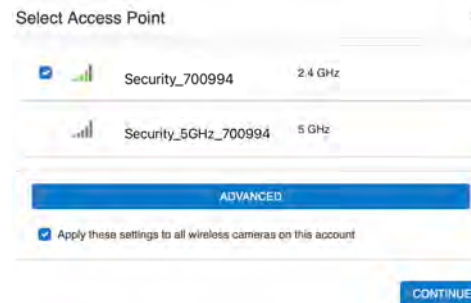 Select Access Point
Security_700994 2.4 GHz
Security_5GHz_700994 5 GHz
ADVANCED
Apply these settings to all wireless cameras on this account
CONTINUE